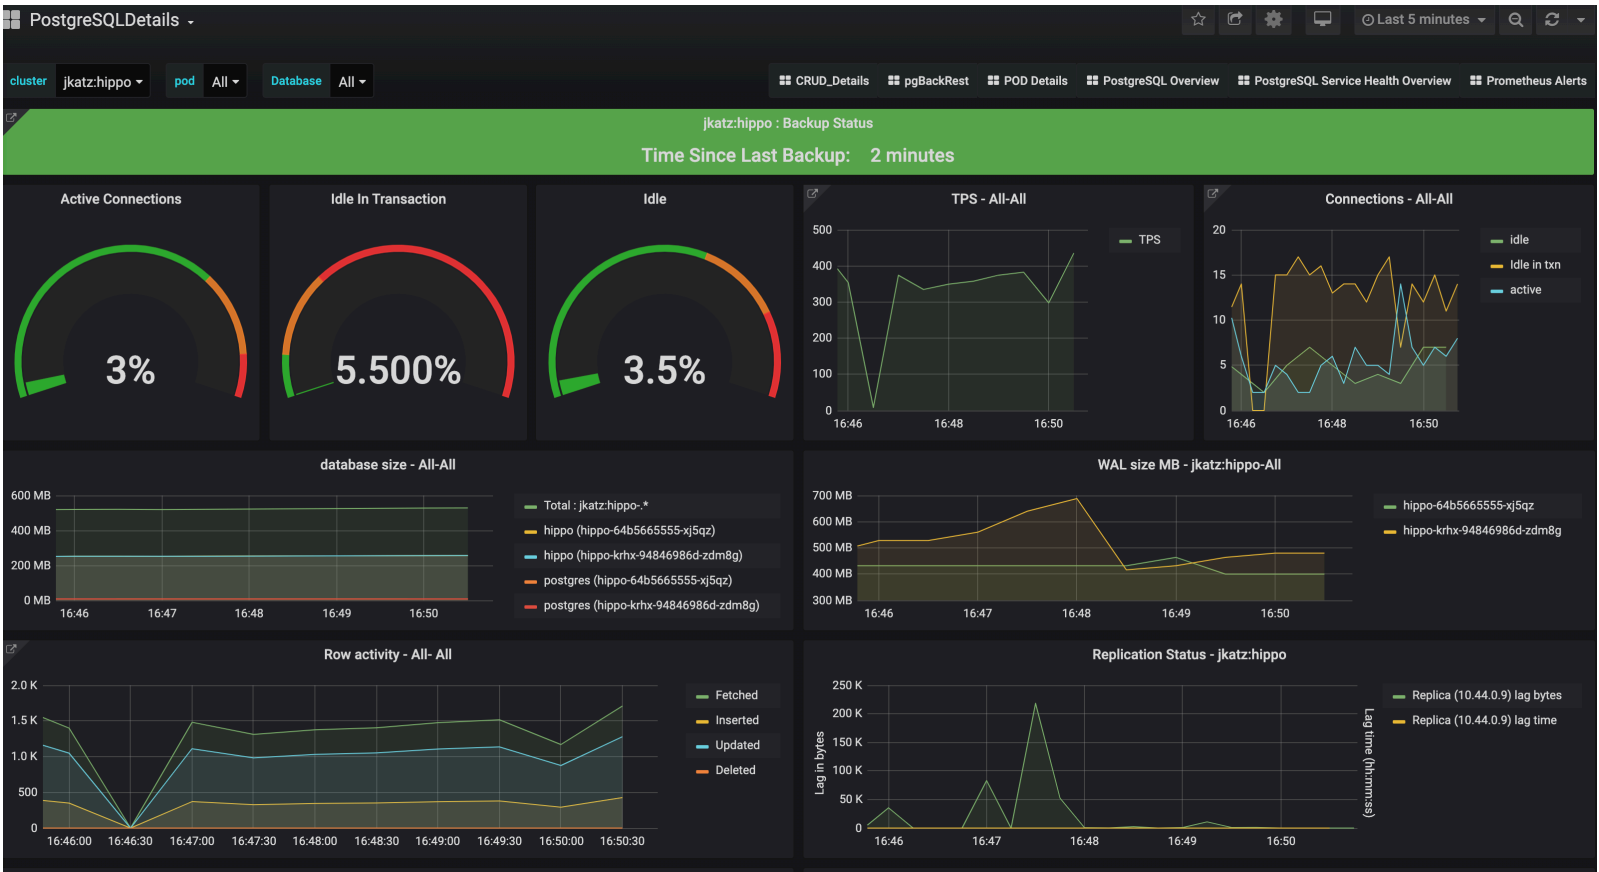 PostgreSQLDetails
Last 5 minutes
cluster jkatz:hippo pod All Database All
CRUD_Details pgBackRest POD Details PostgreSQL Overview PostgreSQL Service Health Overview Prometheus Alerts
jkatz:hippo : Backup Status
Time Since Last Backup: 2 minutes
Active Connections
3%
Idle In Transaction
5.500%
Idle
3.5%
TPS - All-All
500
400
300
200
100
0
16:46 16:48 16:50
TPS
Connections - All-All
20
15
10
5
0
16:46 16:48 16:50
idle
Idle in txn
active
database size - All-All
600 MB
400 MB
200 MB
0 MB
16:46 16:47 16:48 16:49 16:50
Total : jkatz:hippo-.*
hippo (hippo-64b5665555-xj5qz)
hippo (hippo-krhx-94846986d-zdm8g)
postgres (hippo-64b5665555-xj5qz)
postgres (hippo-krhx-94846986d-zdm8g)
WAL size MB - jkatz:hippo-All
700 MB
600 MB
500 MB
400 MB
300 MB
16:46 16:47 16:48 16:49 16:50
hippo-64b5665555-xj5qz
hippo-krhx-94846986d-zdm8g
Row activity - All- All
2.0 K
1.5 K
1.0 K
500
0
16:46:00 16:46:30 16:47:00 16:47:30 16:48:00 16:48:30 16:49:00 16:49:30 16:50:00 16:50:30
Fetched
Inserted
Updated
Deleted
Replication Status - jkatz:hippo
Lag in bytes
250 K
200 K
150 K
100 K
50 K
0
16:46 16:47 16:48 16:49 16:50
Lag time (hh:mm:ss)
Replica (10.44.0.9) lag bytes
Replica (10.44.0.9) lag time